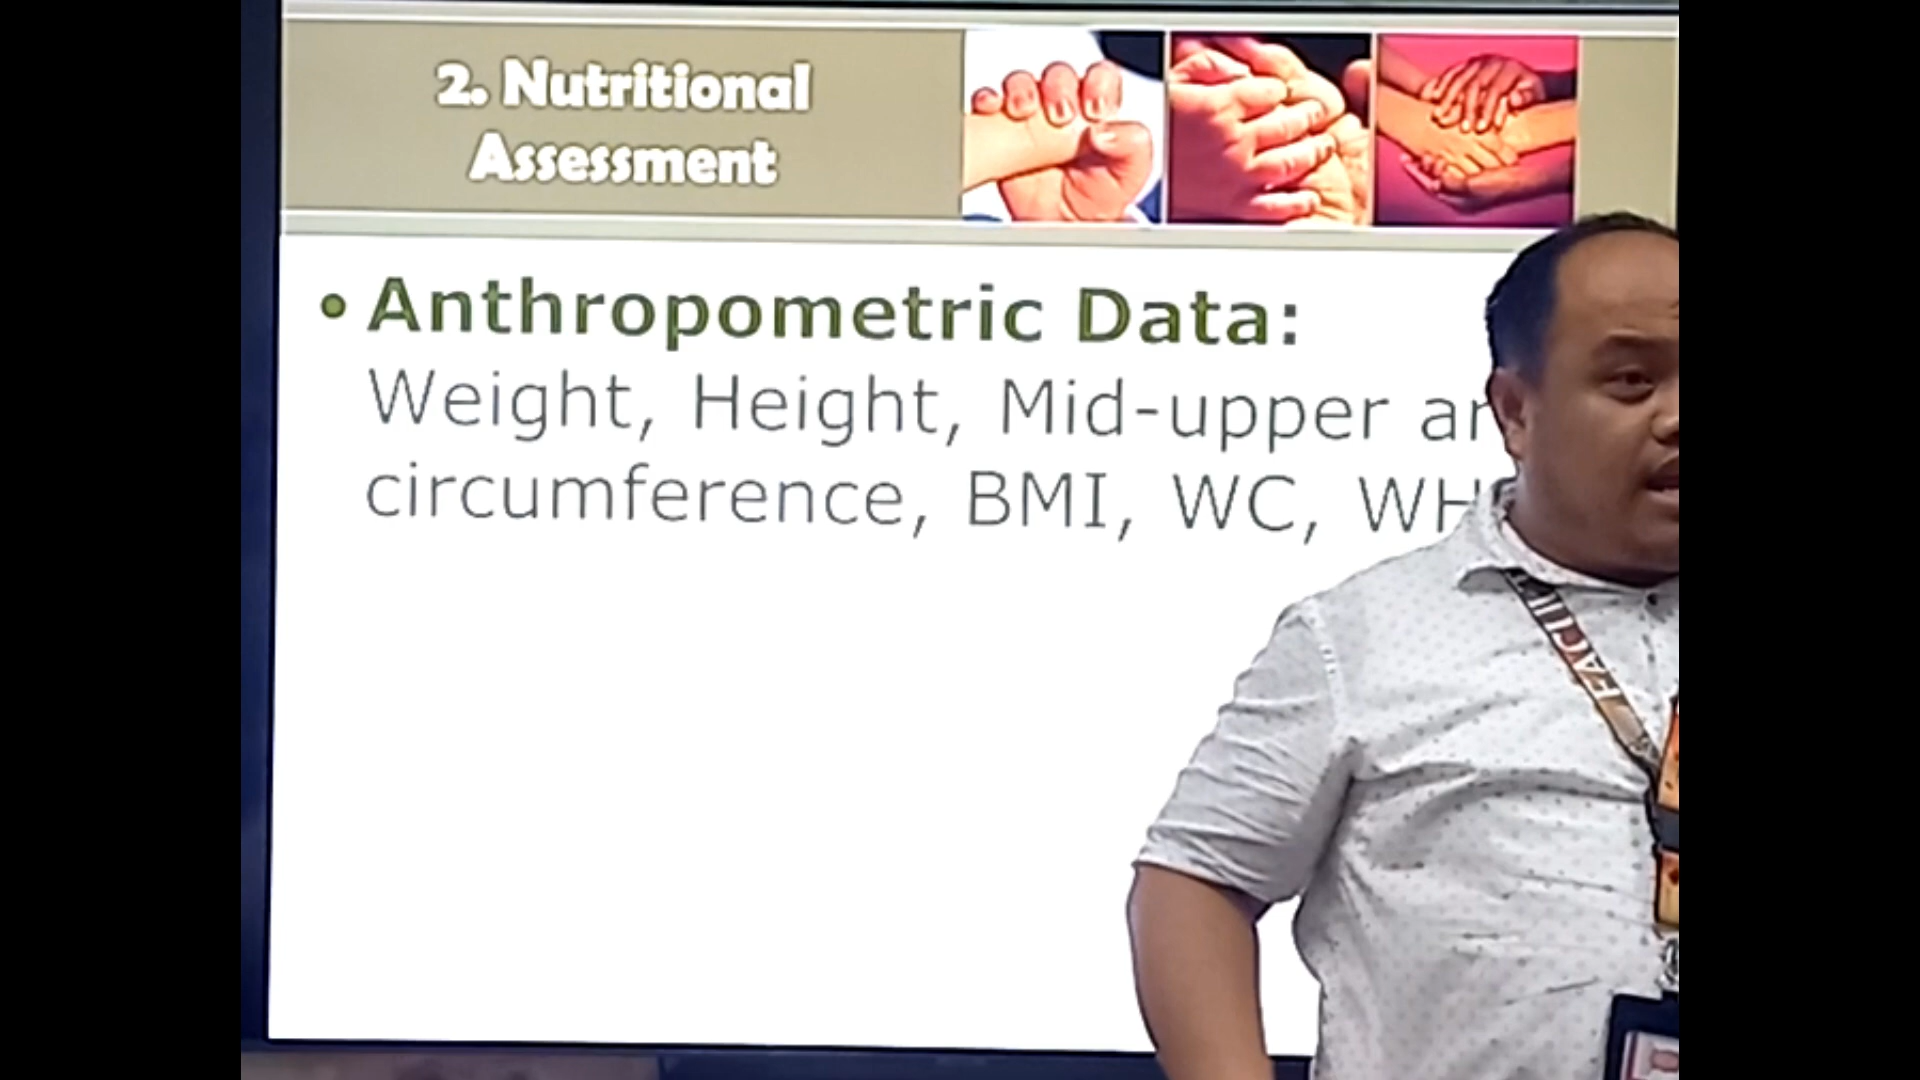 2. Nutritional
Assessment
• Anthropometric Data:
Weight, Height, Mid-upper
circumference, BMI, WC,